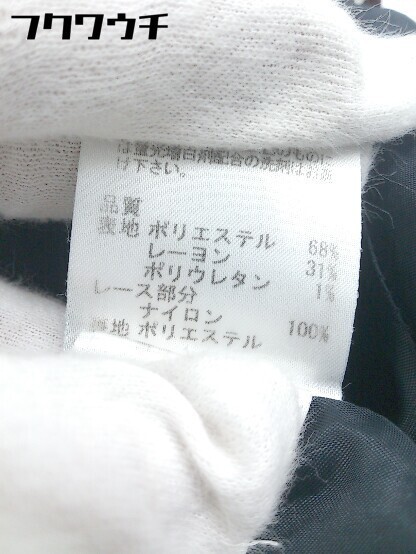 フクワウチ
は蛍光増白剤配合の洗剤はお避
け下さい。
品質
表地 ポリエステル 68%
レーヨン 31%
ポリウレタン 1%
レース部分
ナイロン 100%
裏地 ポリエステル